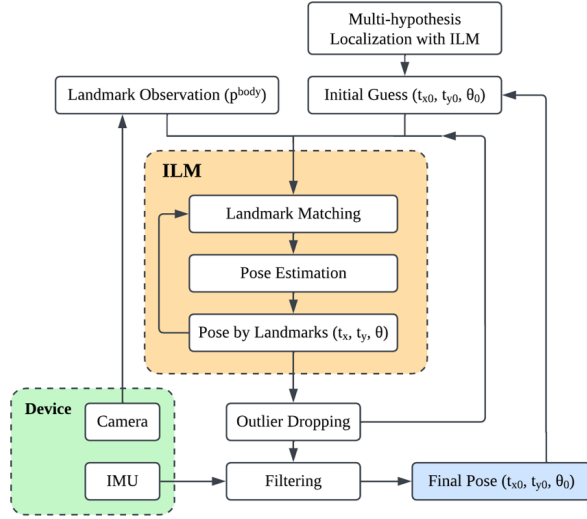 Multi-hypothesis
Localization with ILM
Landmark Observation (p^body)
Initial Guess (t_x0, t_y0, θ_0)
ILM
Landmark Matching
Pose Estimation
Pose by Landmarks (t_x, t_y, θ)
Device
Camera
Outlier Dropping
IMU
Filtering
Final Pose (t_x0, t_y0, θ_0)